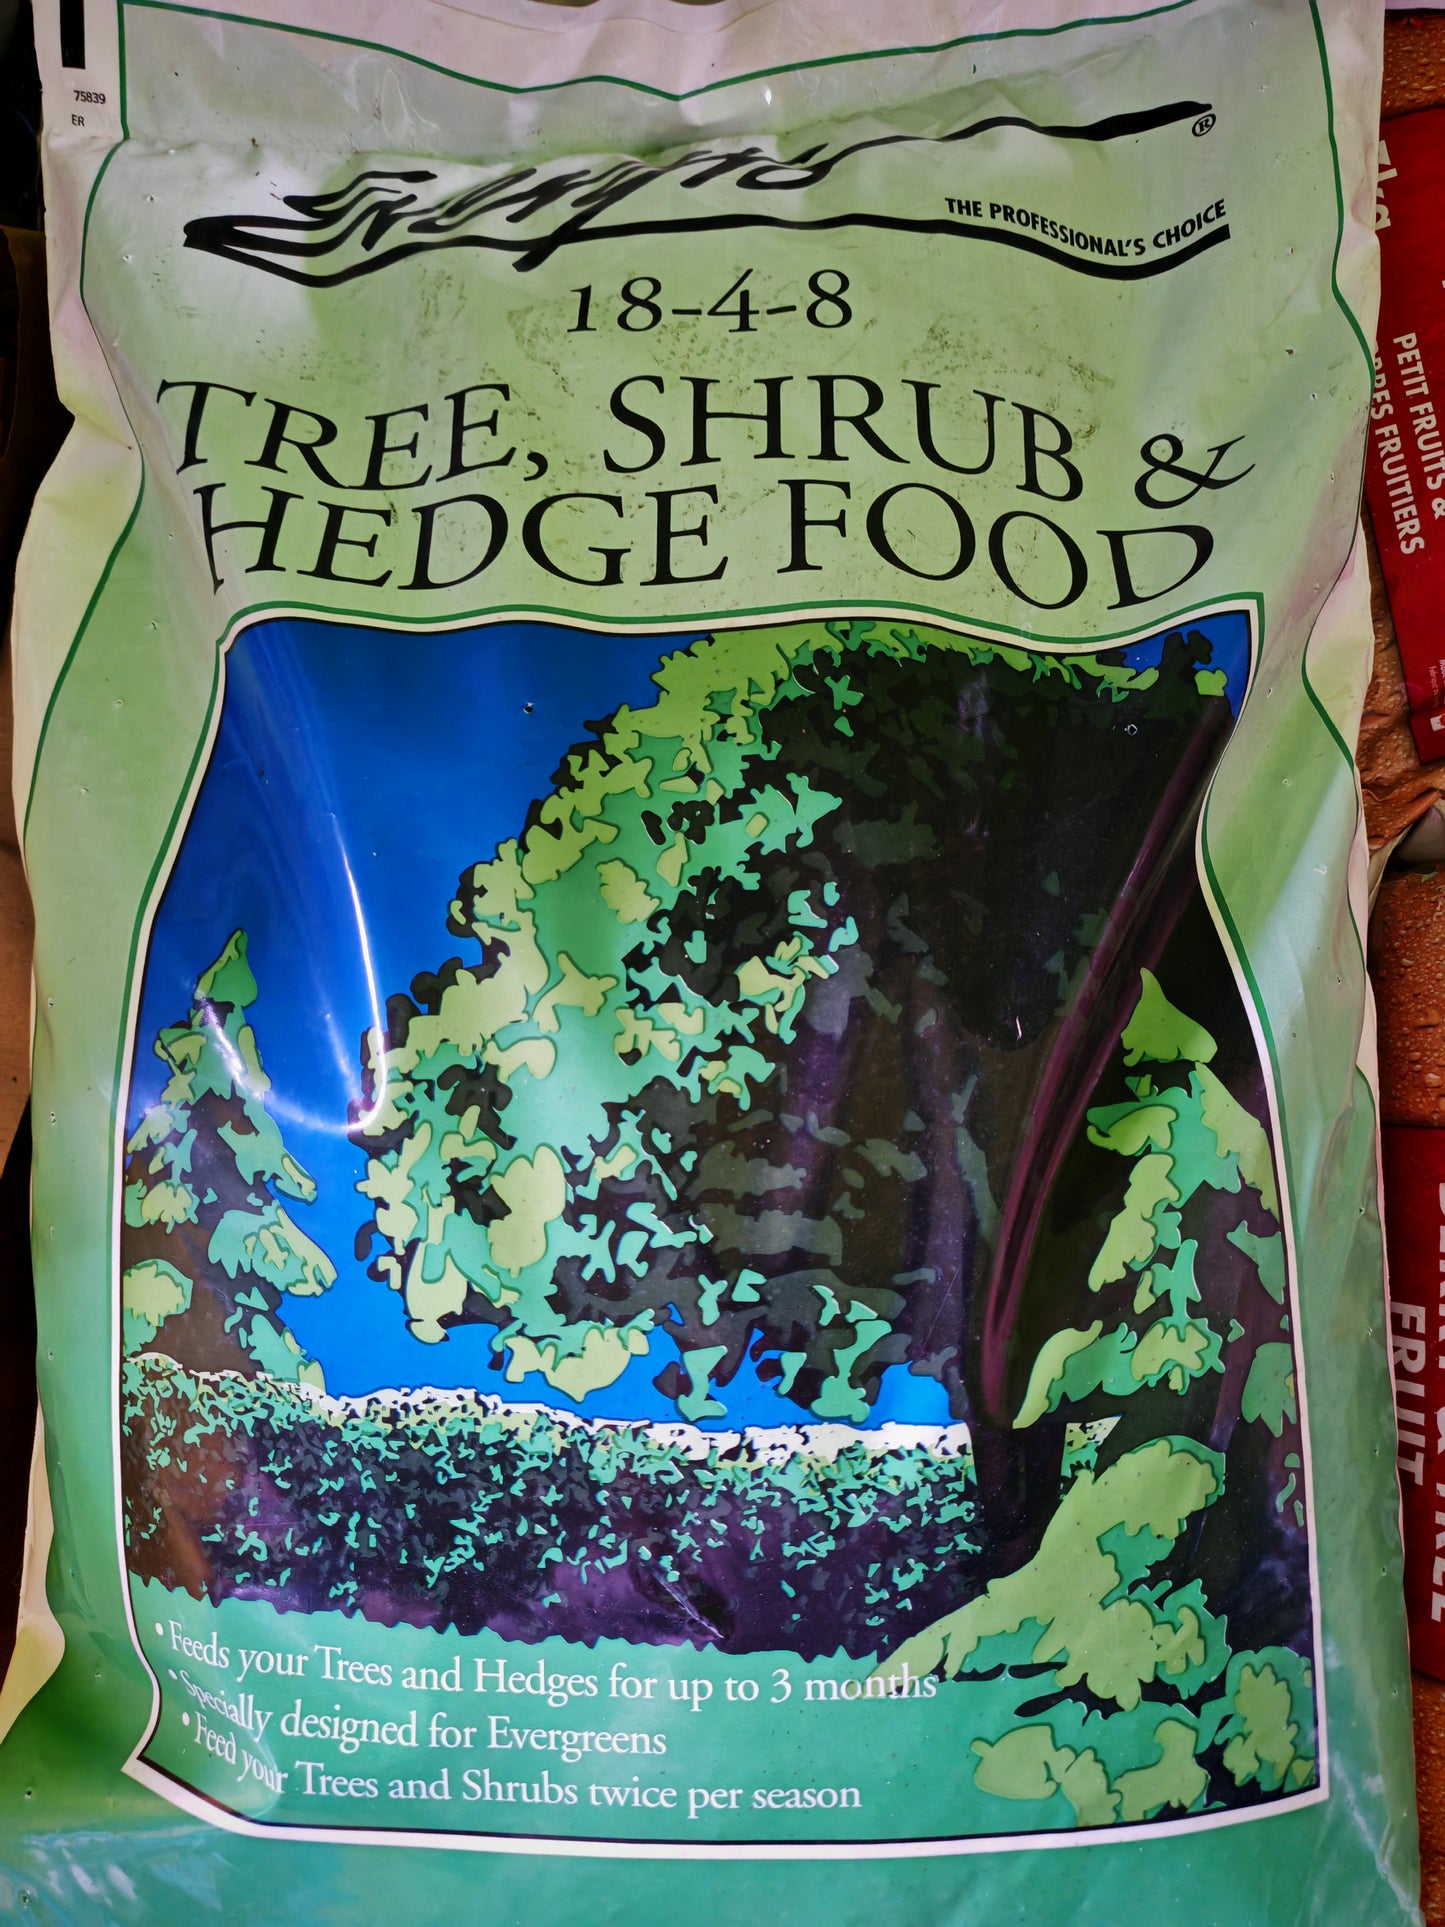 75839
ER
®
THE PROFESSIONAL'S CHOICE
18-4-8
TREE, SHRUB &
HEDGE FOOD
• Feeds your Trees and Hedges for up to 3 months
• Specially designed for Evergreens
• Feed your Trees and Shrubs twice per season
PETIT FRUITS &
FRUITIERS
FRUIT